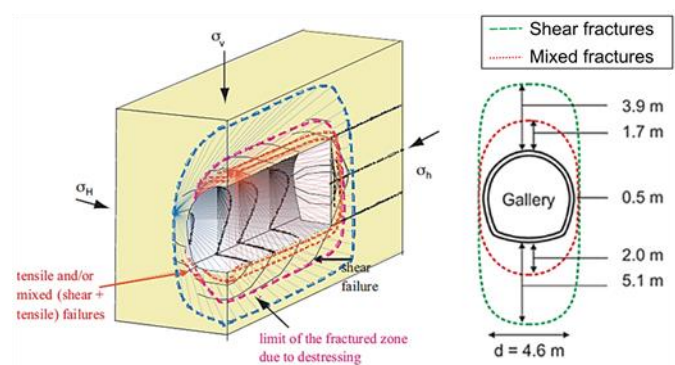 σv
σH
σh
tensile and/or
mixed (shear +
tensile) failures
shear
failure
limit of the fractured zone
due to destressing
Shear fractures
Mixed fractures
3.9 m
1.7 m
Gallery
0.5 m
2.0 m
5.1 m
d = 4.6 m